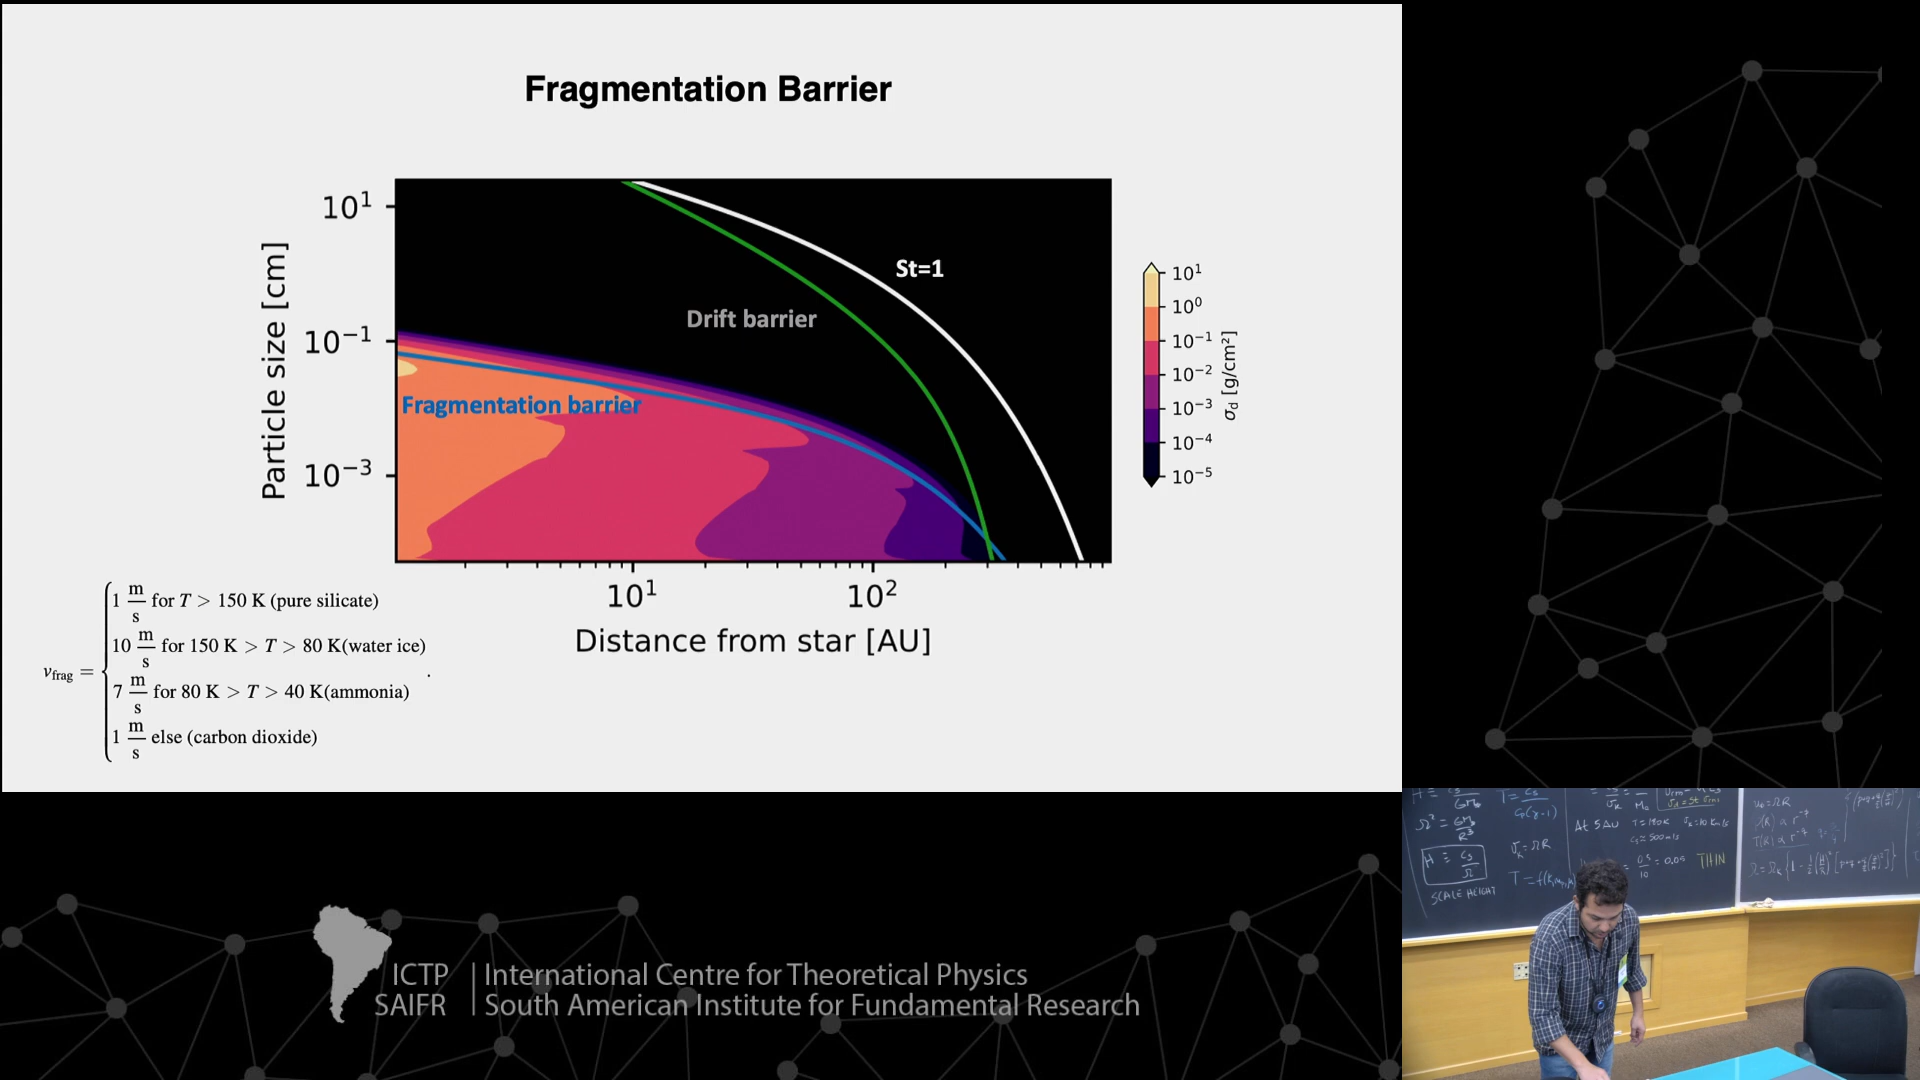 Fragmentation Barrier
10¹
10⁻¹
10⁻³
Particle size [cm]
St=1
Drift barrier
Fragmentation barrier
10¹
10²
Distance from star [AU]
10¹
10⁰
10⁻¹
10⁻²
10⁻³
10⁻⁴
10⁻⁵
σd [g/cm²]
vfrag =
1 m/s for T > 150 K (pure silicate)
10 m/s for 150 K > T > 80 K(water ice)
7 m/s for 80 K > T > 40 K(ammonia)
1 m/s else (carbon dioxide)
.
ICTP | International Centre for Theoretical Physics
SAIFR | South American Institute for Fundamental Research
SCALE HEIGHT
At 5 AU
THIN